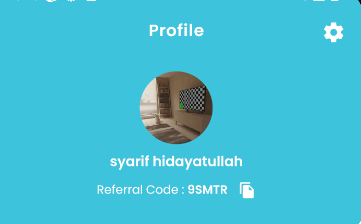 Profile
syarif hidayatullah
Referral Code : 9SMTR